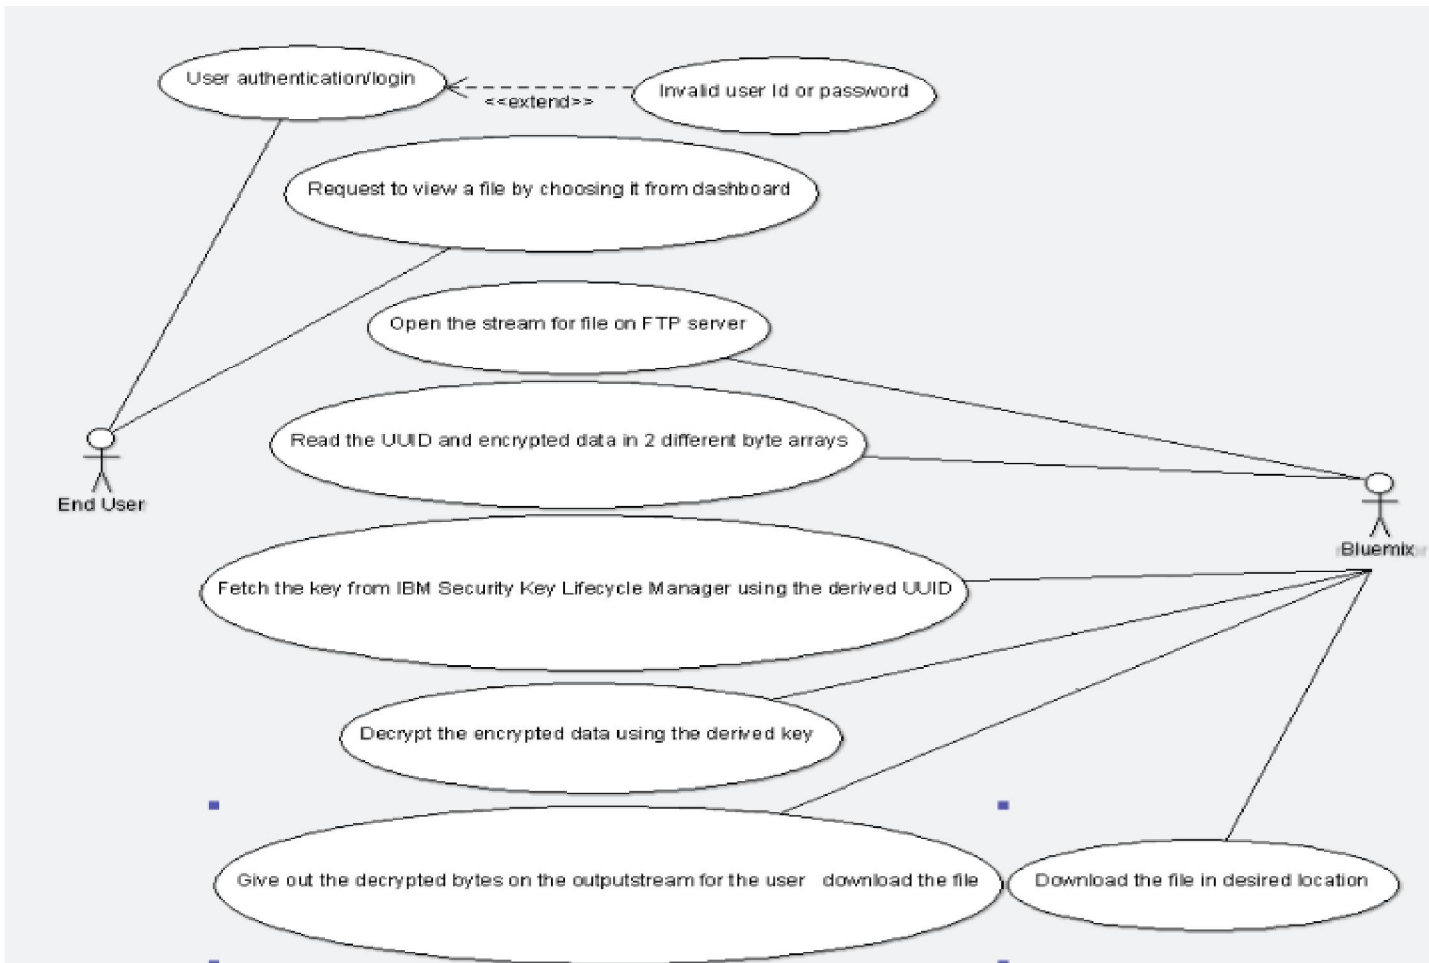 User authentication/login
<<extend>>
Invalid user Id or password
Request to view a file by choosing it from dashboard
Open the stream for file on FTP server
Read the UUID and encrypted data in 2 different byte arrays
End User
Bluemix
Fetch the key from IBM Security Key Lifecycle Manager using the derived UUID
Decrypt the encrypted data using the derived key
Give out the decrypted bytes on the outputstream for the user download the file
Download the file in desired location